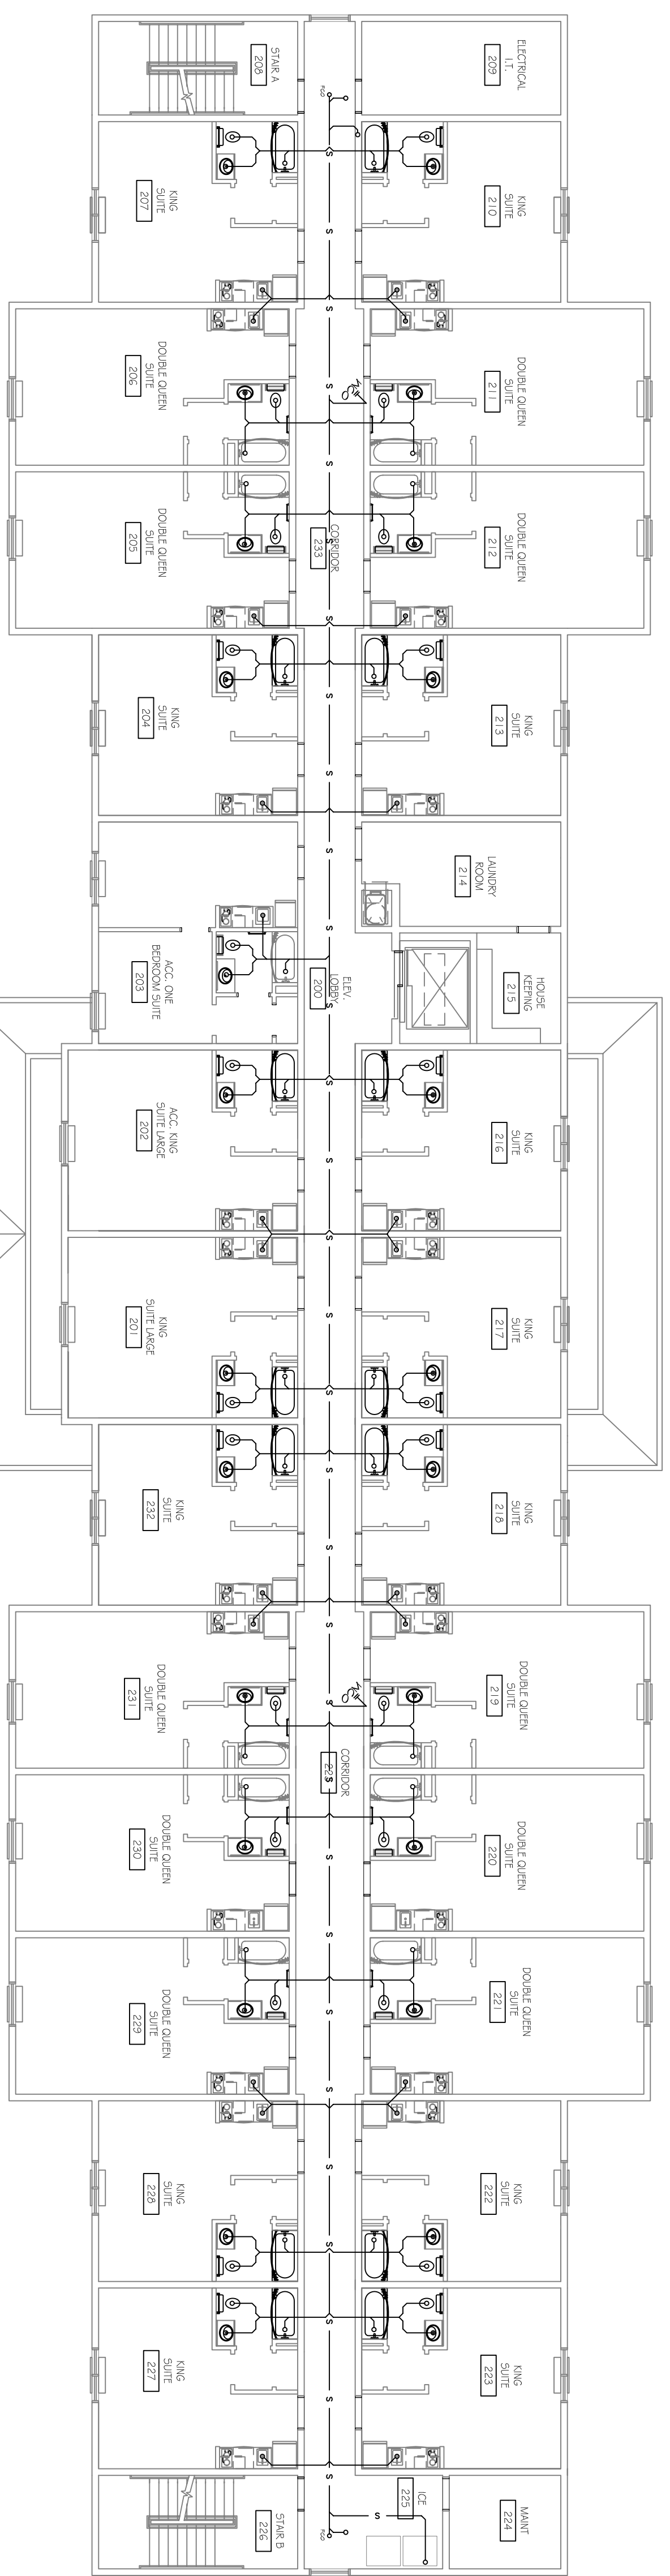 ELECTRICAL
I.T.
209
STAIR A
208
FCO
KING
SUITE
210
KING
SUITE
207
S
S
DOUBLE QUEEN
SUITE
211
DOUBLE QUEEN
SUITE
206
S
S
DOUBLE QUEEN
SUITE
212
DOUBLE QUEEN
SUITE
205
CORRIDOR
233
S
S
KING
SUITE
213
KING
SUITE
204
S
S
LAUNDRY
ROOM
214
S
S
HOUSE
KEEPING
215
ELEV.
LOBBY
200
ACC. ONE
BEDROOM SUITE
203
S
S
KING
SUITE
216
ACC. KING
SUITE LARGE
202
S
S
KING
SUITE
217
KING
SUITE LARGE
201
S
S
KING
SUITE
218
KING
SUITE
232
S
S
DOUBLE QUEEN
SUITE
219
DOUBLE QUEEN
SUITE
231
S
CORRIDOR
S
DOUBLE QUEEN
SUITE
220
DOUBLE QUEEN
SUITE
230
S
S
DOUBLE QUEEN
SUITE
221
DOUBLE QUEEN
SUITE
229
S
S
KING
SUITE
222
KING
SUITE
228
S
S
KING
SUITE
223
KING
SUITE
227
S
S
MAINT
224
ICE
225
S
STAIR B
226
FCO